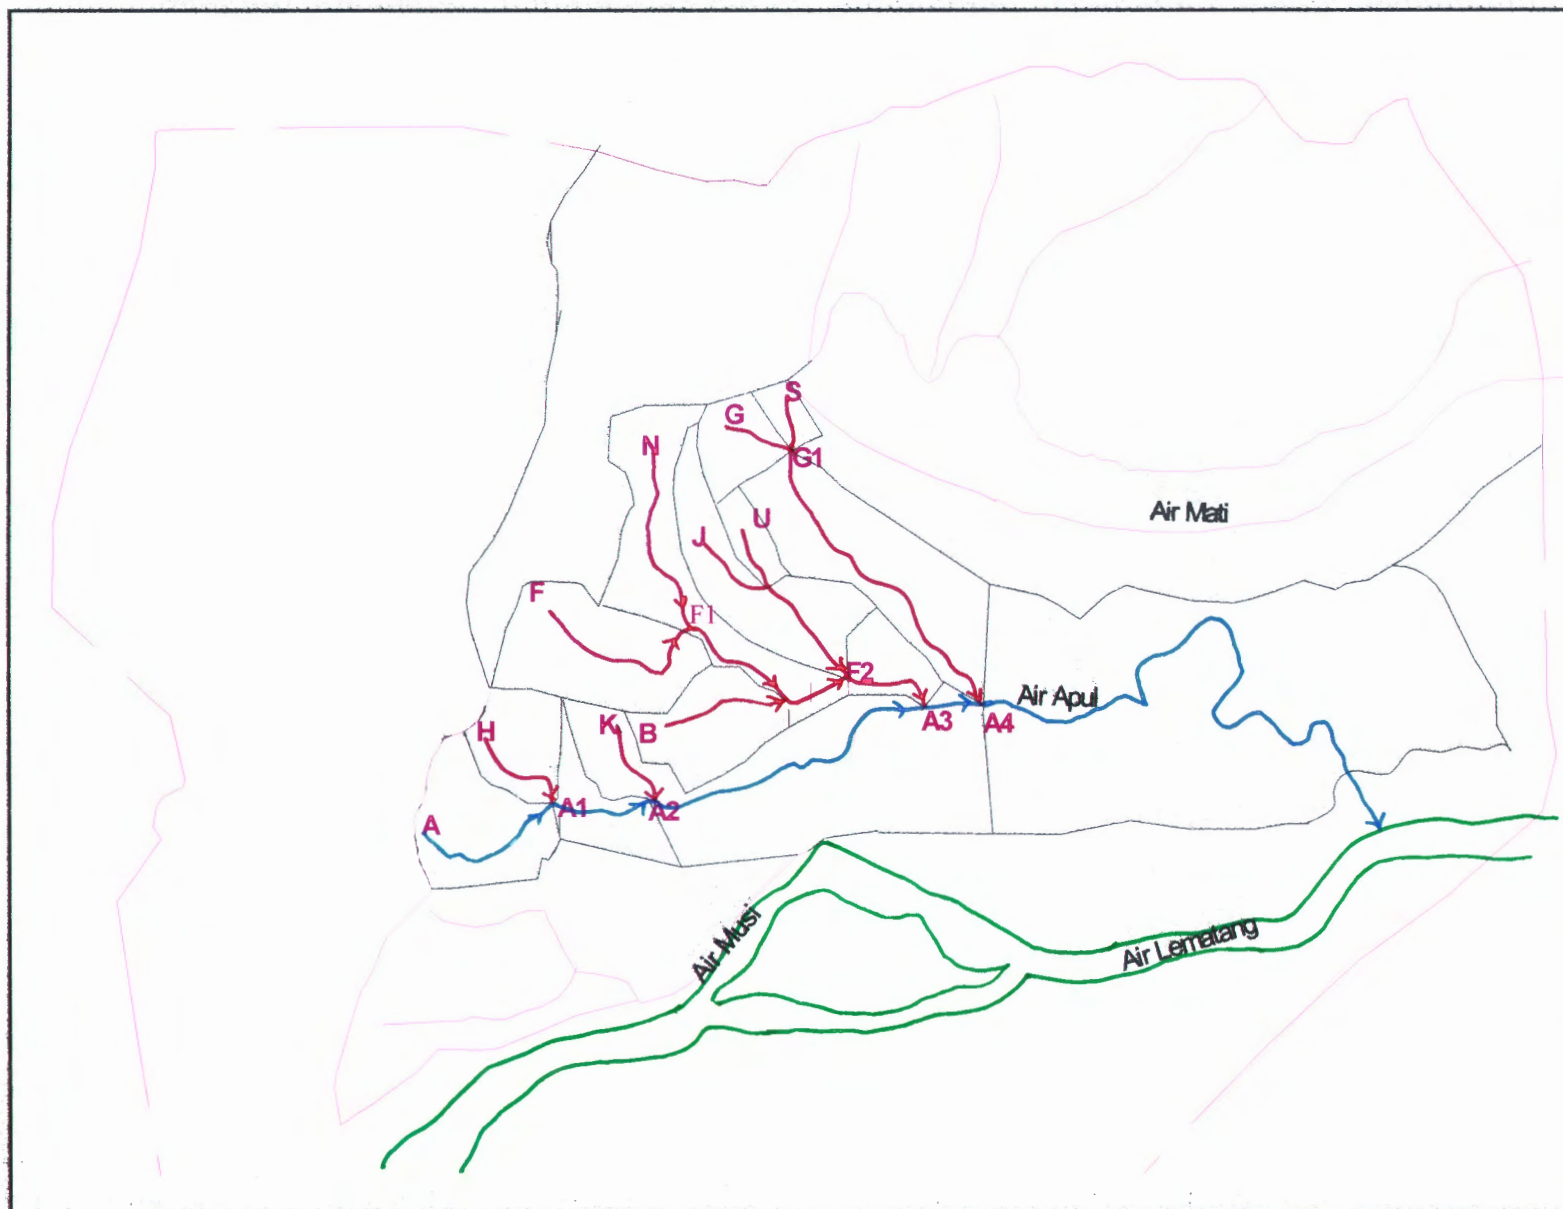 S
G
N
G1
Air Mati
U
J
F
F1
F2
Air Apul
A3
A4
H
K
B
A1
A2
A
Air Musi
Air Lematang